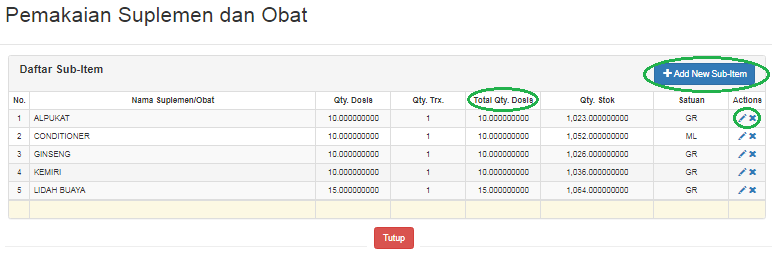 Pemakaian Suplemen dan Obat
Daftar Sub-Item
Add New Sub-Item
No. Nama Suplemen/Obat Qty. Dosis Qty. Trx. Total Qty. Dosis Qty. Stok Satuan Actions
1 ALPUKAT 10.000000000 1 10.000000000 1,023.000000000 GR
2 CONDITIONER 10.000000000 1 10.000000000 1,052.000000000 ML
3 GINSENG 10.000000000 1 10.000000000 1,026.000000000 GR
4 KEMIRI 10.000000000 1 10.000000000 1,036.000000000 GR
5 LIDAH BUAYA 15.000000000 1 15.000000000 1,064.000000000 GR
Tutup